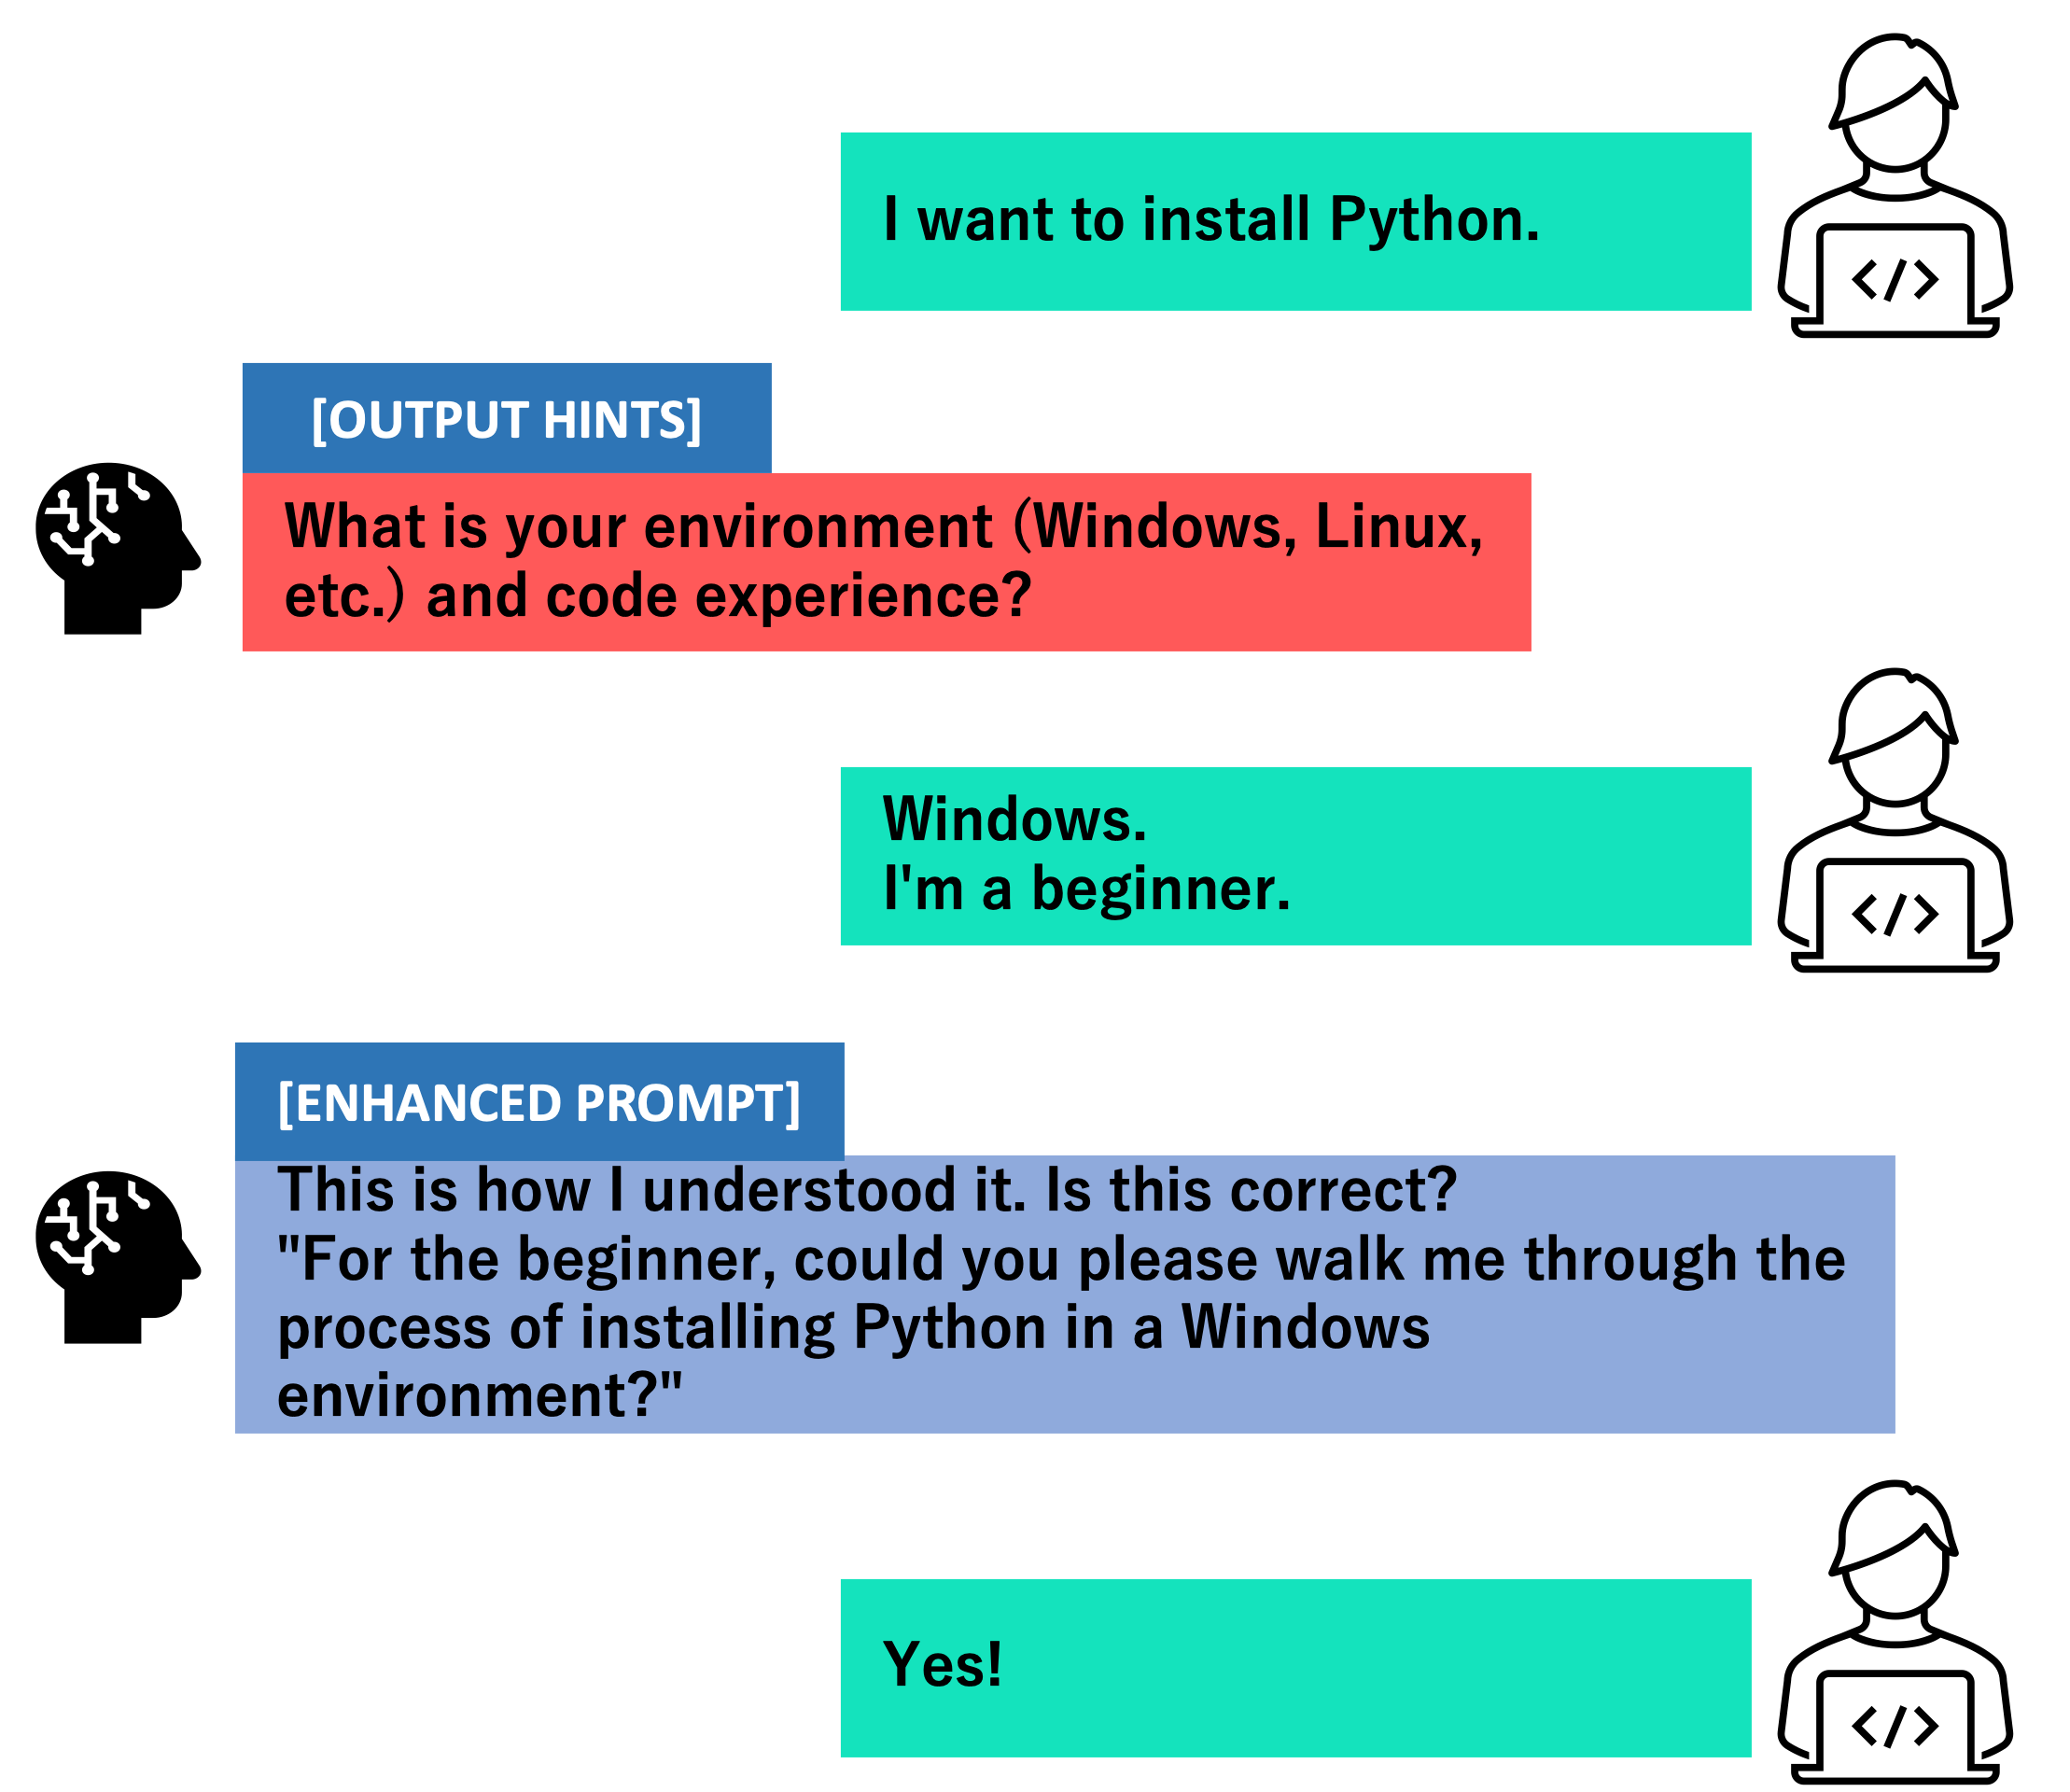 I want to install Python.
[OUTPUT HINTS]
What is your environment (Windows, Linux,
etc.) and code experience?
Windows.
I'm a beginner.
[ENHANCED PROMPT]
This is how I understood it. Is this correct?
"For the beginner, could you please walk me through the
process of installing Python in a Windows
environment?"
Yes!